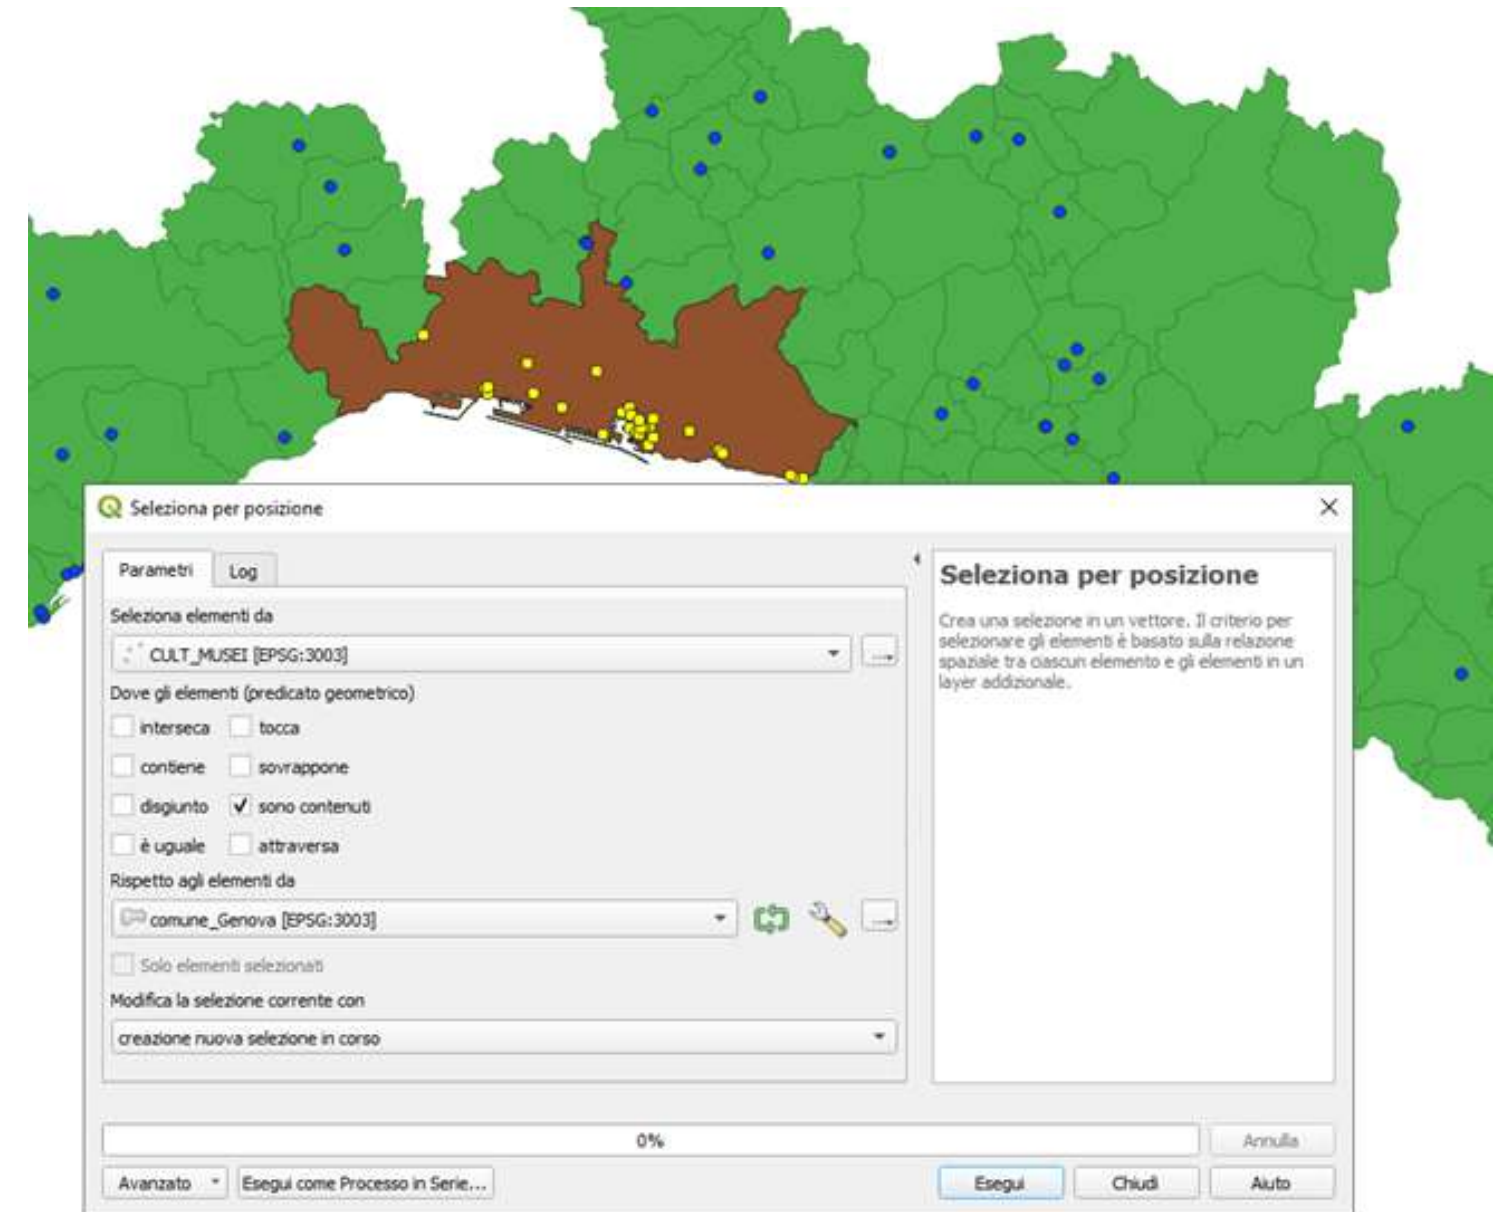 Seleziona per posizione
Parametri
Log
Seleziona elementi da
CULT_MUSEI [EPSG:3003]
...
Dove gli elementi (predicato geometrico)
interseca
tocca
contiene
sovrappone
disgiunto
sono contenuti
è uguale
attraversa
Rispetto agli elementi da
comune_Genova [EPSG:3003]
...
Solo elementi selezionati
Modifica la selezione corrente con
creazione nuova selezione in corso
Seleziona per posizione
Crea una selezione in un vettore. Il criterio per
selezionare gli elementi è basato sulla relazione
spaziale tra ciascun elemento e gli elementi in un
layer addizionale.
0%
Annulla
Avanzato
Esegui come Processo in Serie...
Esegui
Chiudi
Aiuto